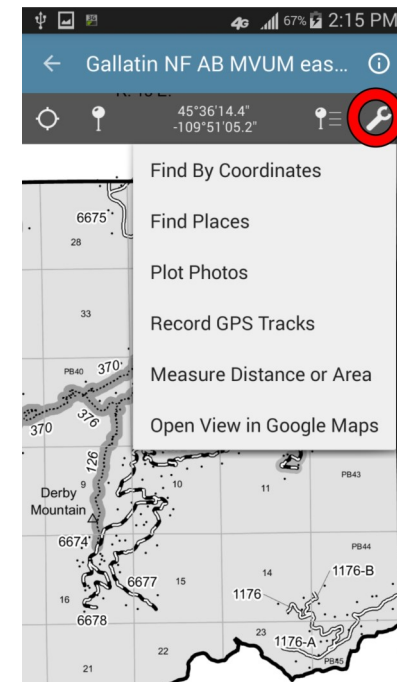 4G 67% 2:15 PM
Gallatin NF AB MVUM eas...
45°36'14.4"
-109°51'05.2"
Find By Coordinates
Find Places
Plot Photos
Record GPS Tracks
Measure Distance or Area
Open View in Google Maps
6675
28
33
PB40 370
376
370
126
9 10 11 PB43
Derby
Mountain
6674
PB44
6677 15 14 1176-B
1176
16
6678
23 1176-A
22
PB45
21